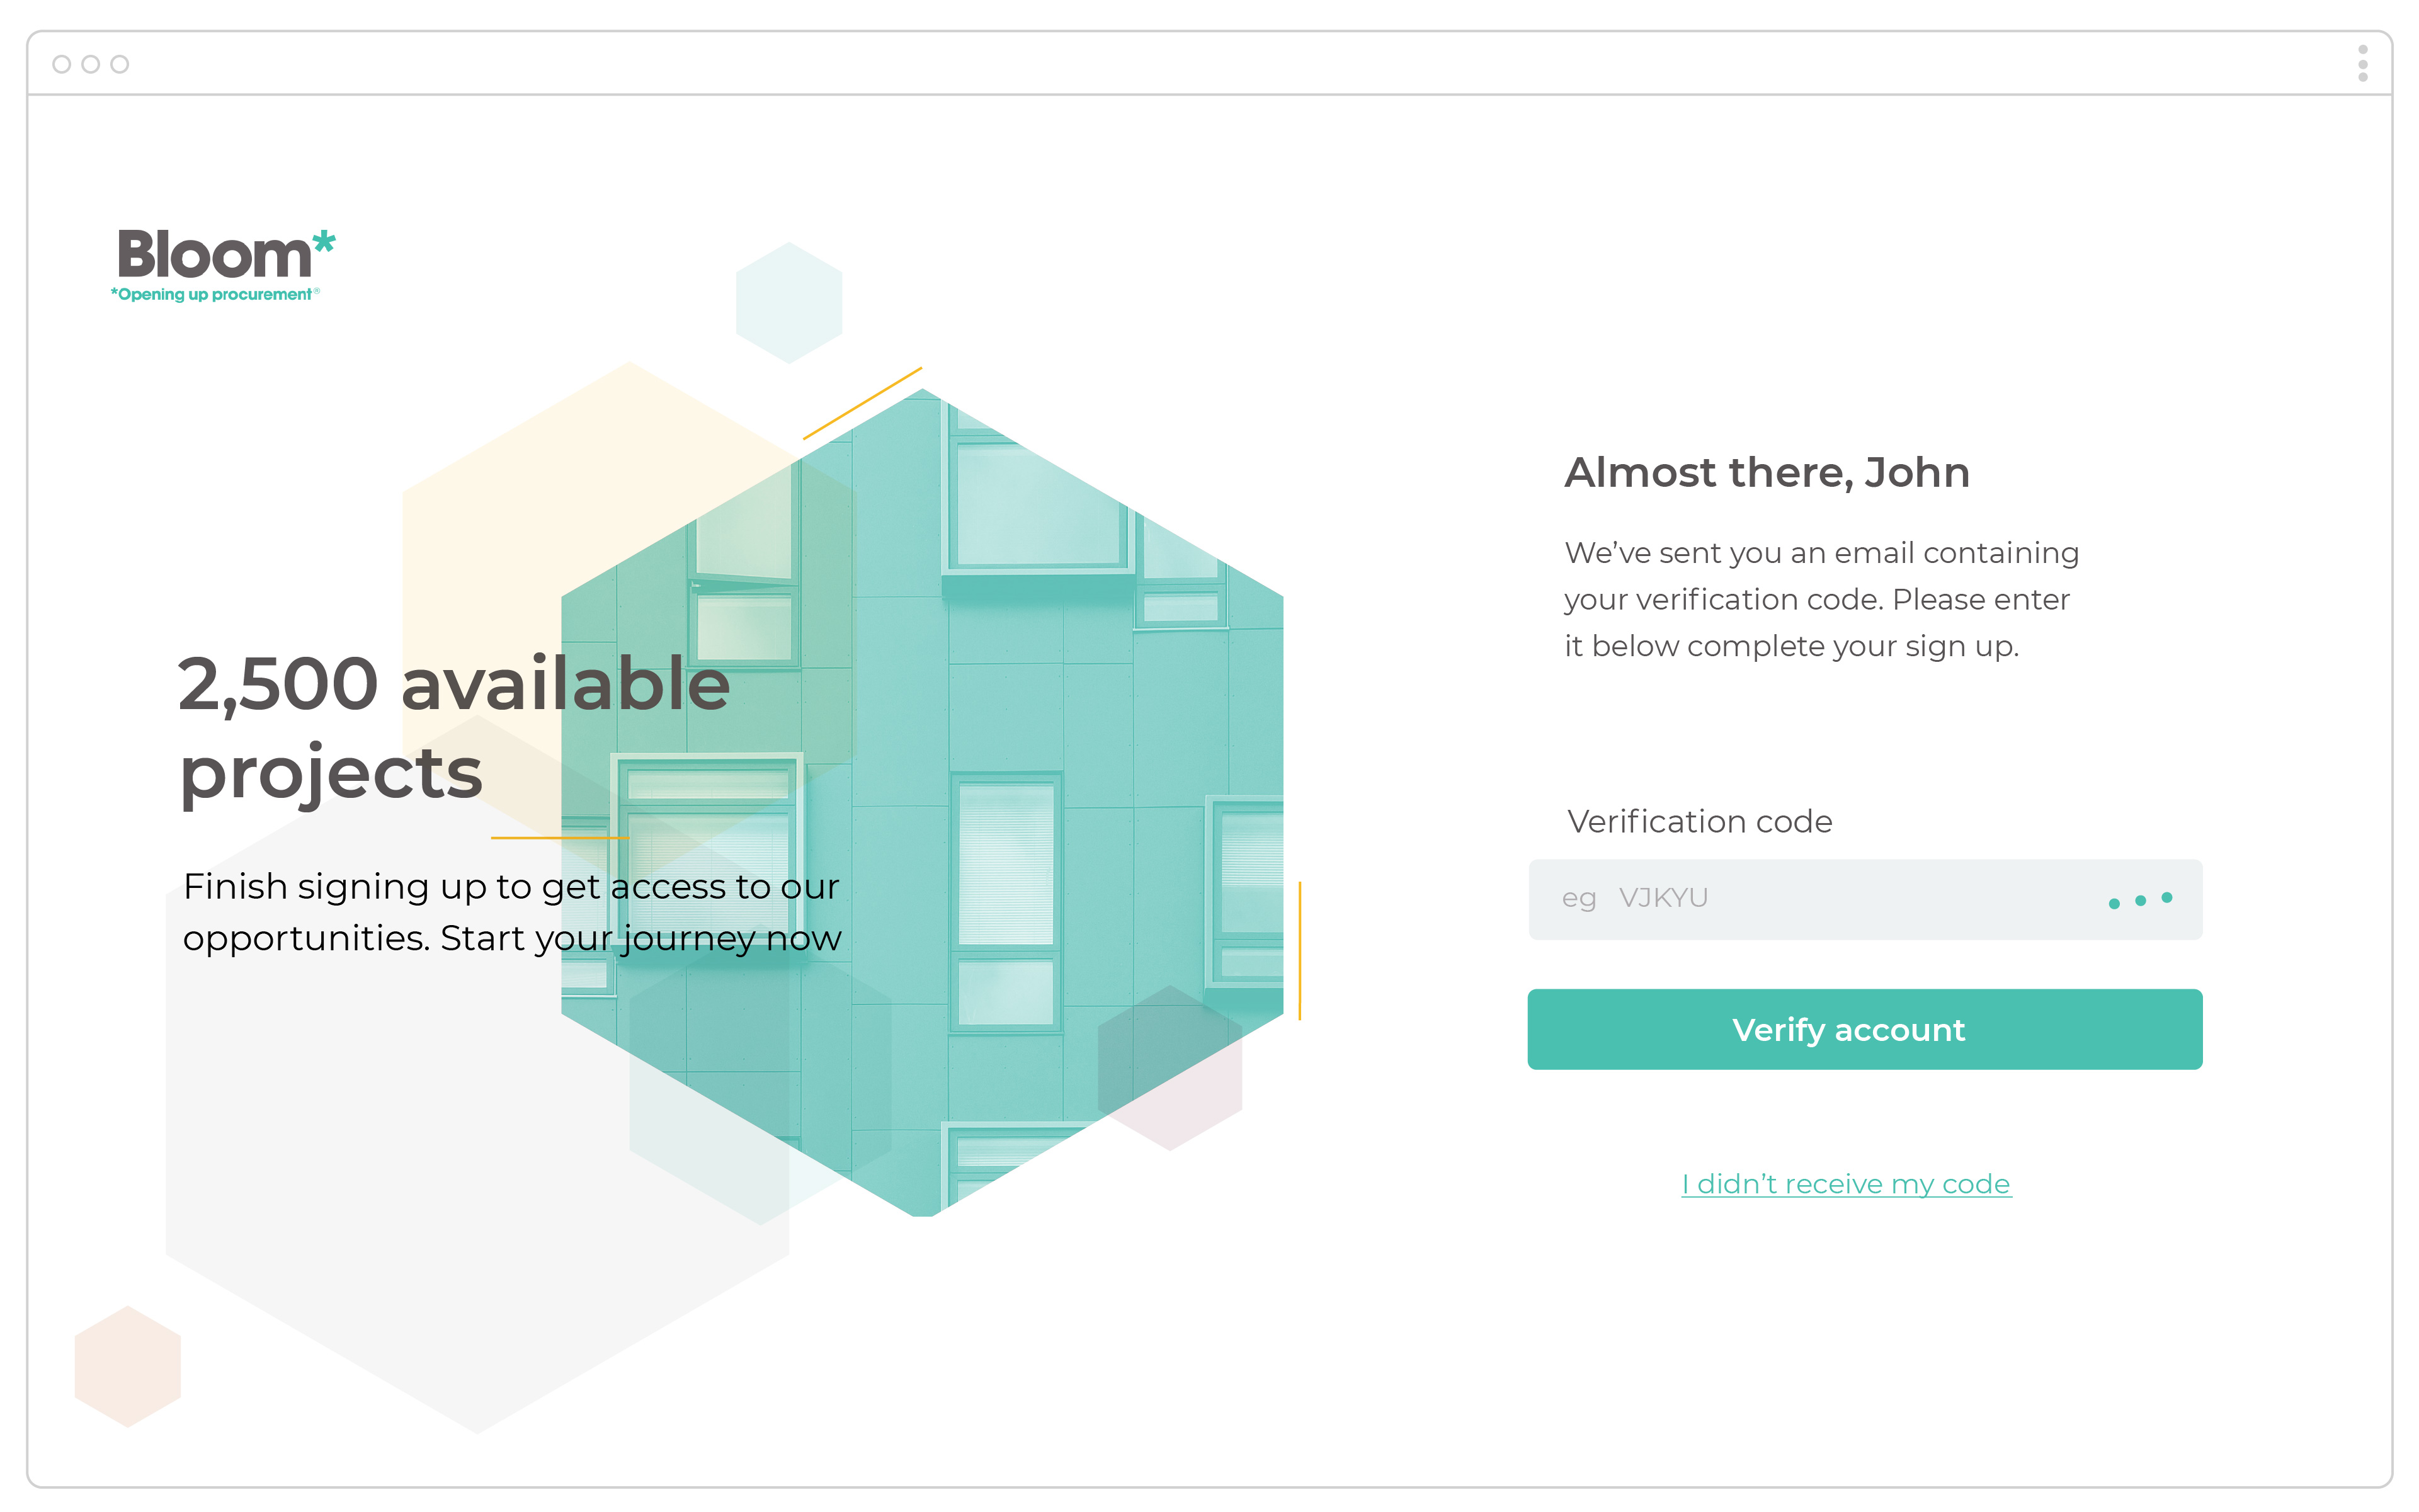 Bloom*
*Opening up procurement®
2,500 available
projects
Finish signing up to get access to our
opportunities. Start your journey now
Almost there, John
We’ve sent you an email containing
your verification code. Please enter
it below complete your sign up.
Verification code
eg VJKYU
Verify account
I didn’t receive my code